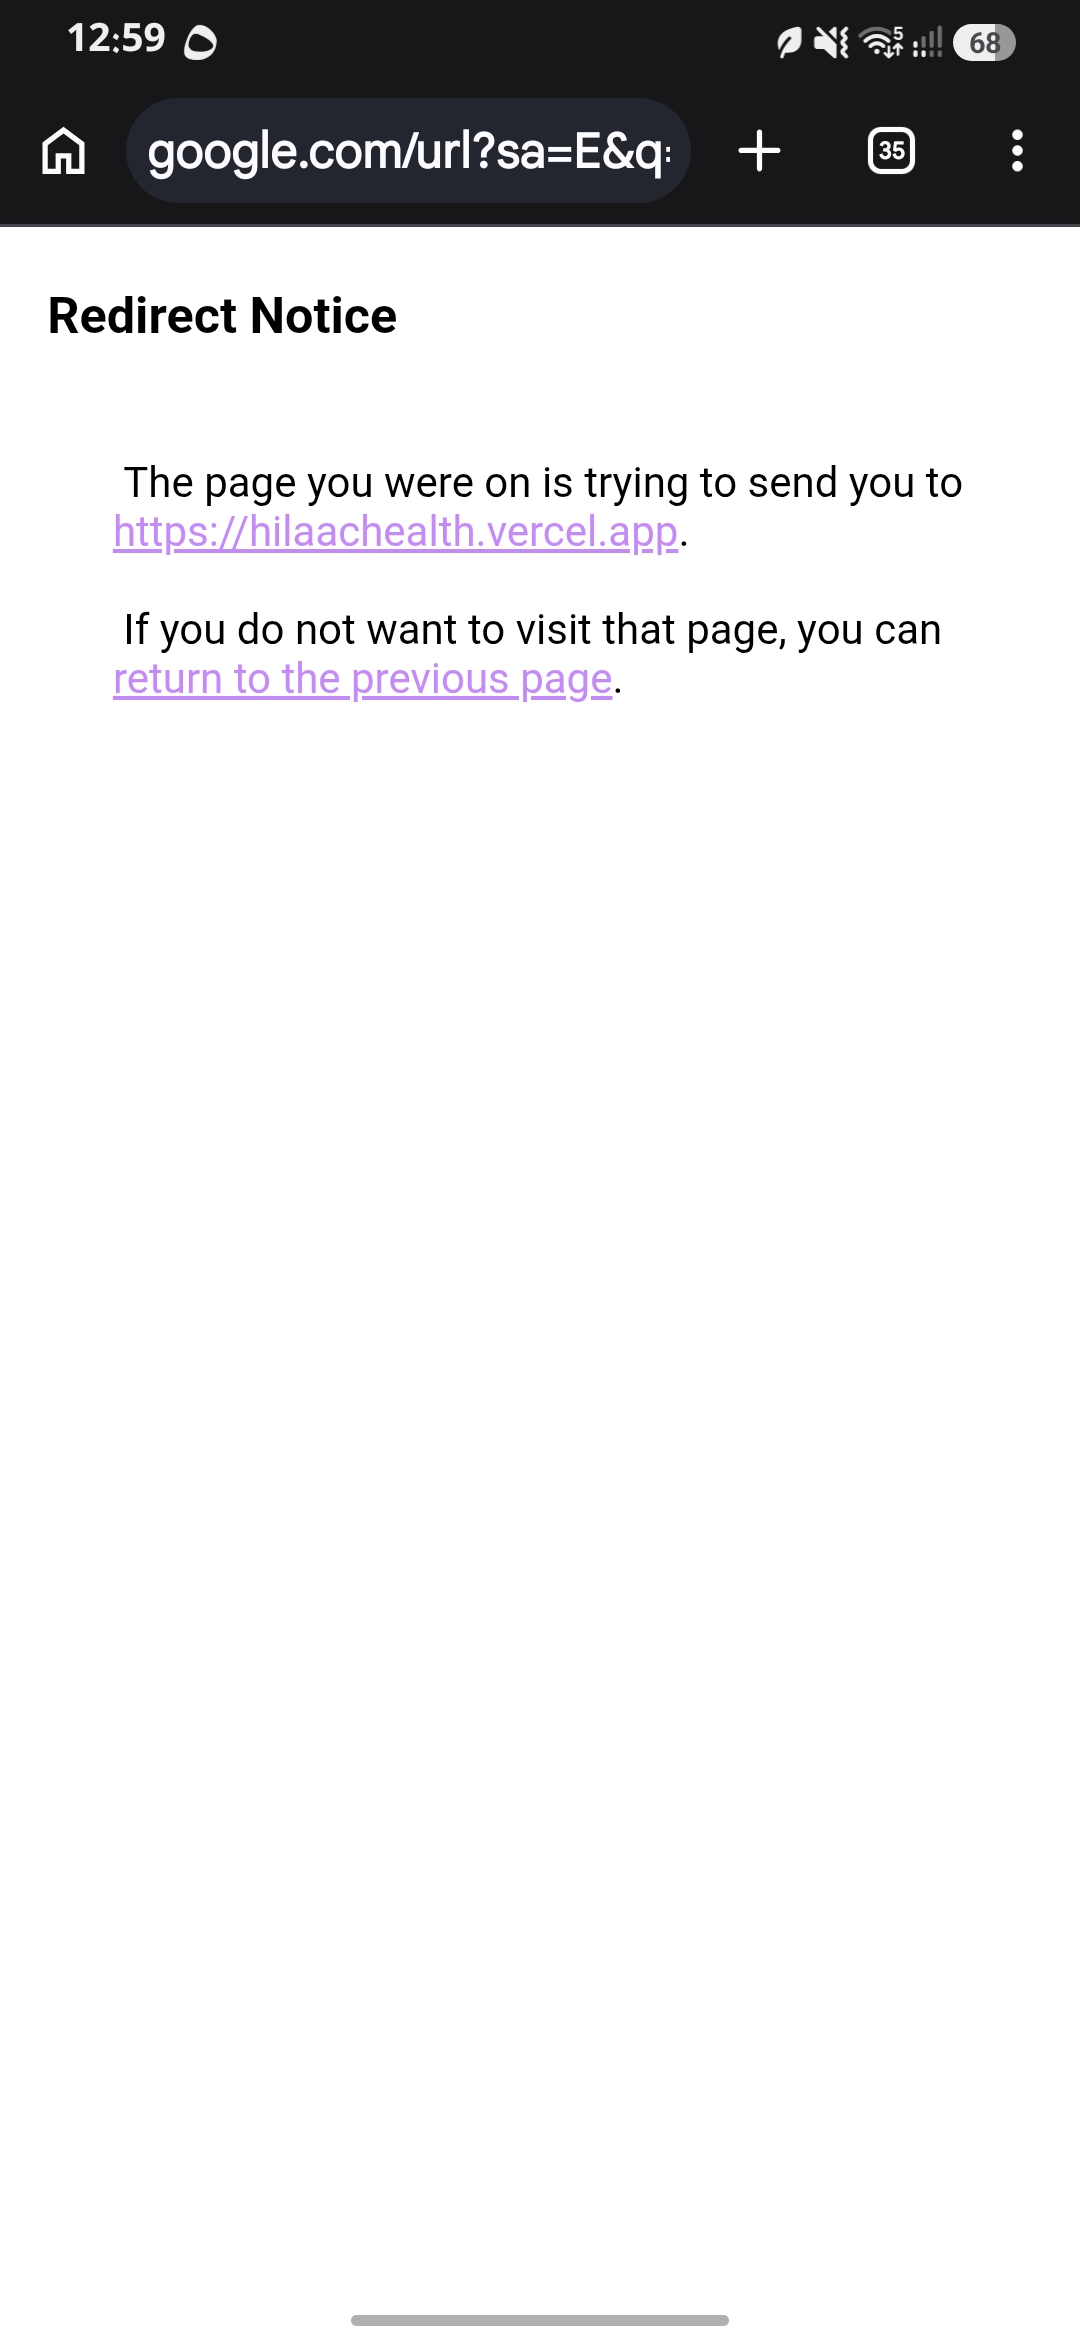 12:59
5
68
google.com/url?sa=E&q
35
Redirect Notice
The page you were on is trying to send you to
https://hilaachealth.vercel.app.
If you do not want to visit that page, you can
return to the previous page.